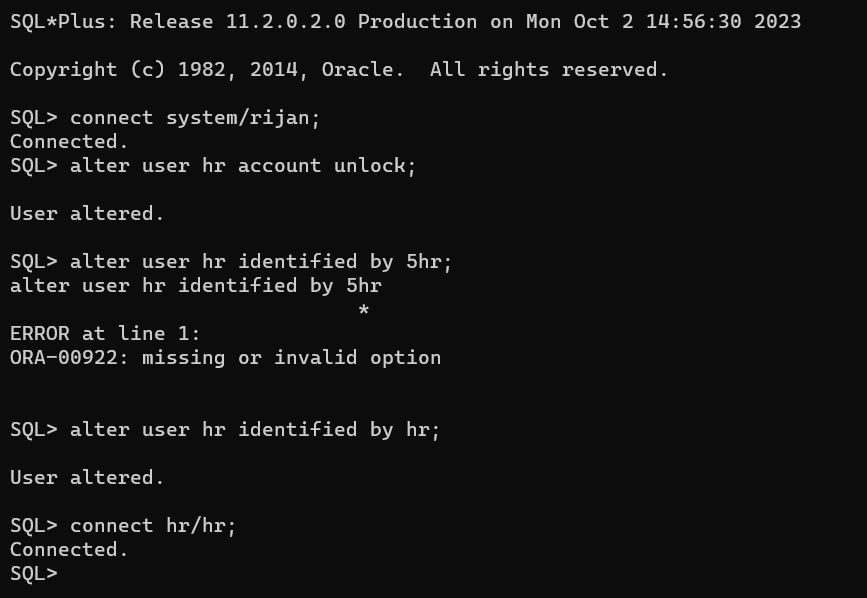 SQL*Plus: Release 11.2.0.2.0 Production on Mon Oct 2 14:56:30 2023
Copyright (c) 1982, 2014, Oracle.  All rights reserved.
SQL> connect system/rijan;
Connected.
SQL> alter user hr account unlock;
User altered.
SQL> alter user hr identified by 5hr;
alter user hr identified by 5hr
                             *
ERROR at line 1:
ORA-00922: missing or invalid option
SQL> alter user hr identified by hr;
User altered.
SQL> connect hr/hr;
Connected.
SQL>